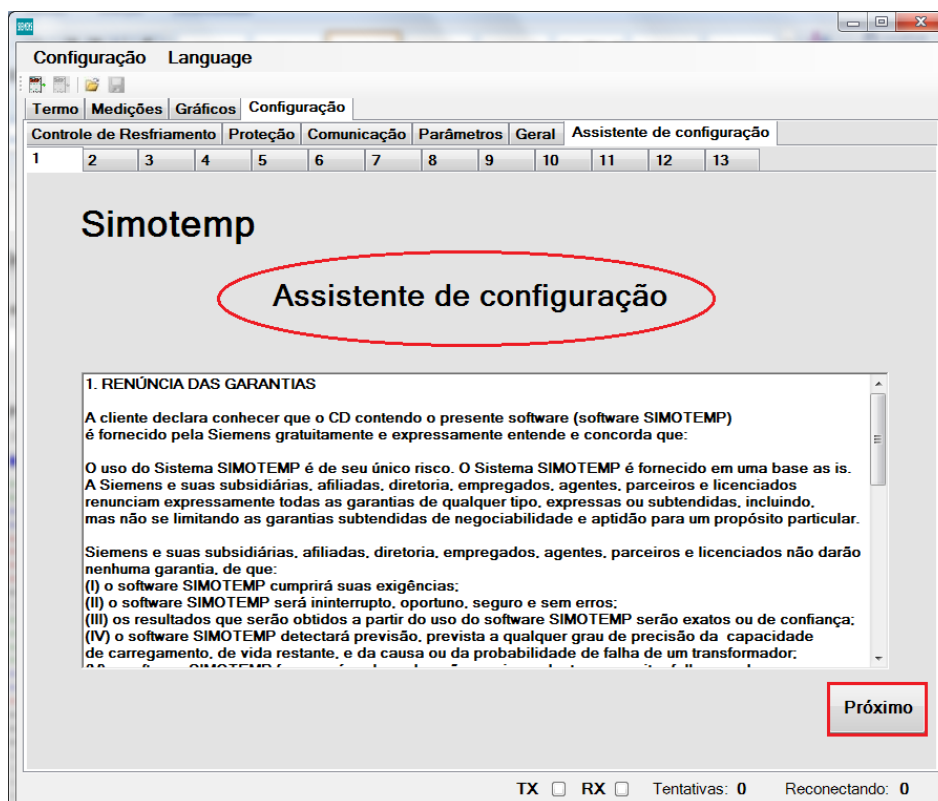 Configuração Language
Termo Medições Gráficos Configuração
Controle de Resfriamento Proteção Comunicação Parâmetros Geral Assistente de configuração
1 2 3 4 5 6 7 8 9 10 11 12 13
Simotemp
Assistente de configuração
1. RENÚNCIA DAS GARANTIAS
A cliente declara conhecer que o CD contendo o presente software (software SIMOTEMP)
é fornecido pela Siemens gratuitamente e expressamente entende e concorda que:
O uso do Sistema SIMOTEMP é de seu único risco. O Sistema SIMOTEMP é fornecido em uma base as is.
A Siemens e suas subsidiárias, afiliadas, diretoria, empregados, agentes, parceiros e licenciados
renunciam expressamente todas as garantias de qualquer tipo, expressas ou subtendidas, incluindo,
mas não se limitando as garantias subtendidas de negociabilidade e aptidão para um propósito particular.
Siemens e suas subsidiárias, afiliadas, diretoria, empregados, agentes, parceiros e licenciados não darão
nenhuma garantia, de que:
(I) o software SIMOTEMP cumprirá suas exigências;
(II) o software SIMOTEMP será ininterrupto, oportuno, seguro e sem erros;
(III) os resultados que serão obtidos a partir do uso do software SIMOTEMP serão exatos ou de confiança;
(IV) o software SIMOTEMP detectará previsão, prevista a qualquer grau de precisão da capacidade
de carregamento, de vida restante, e da causa ou da probabilidade de falha de um transformador;
Próximo
TX RX Tentativas: 0 Reconectando: 0